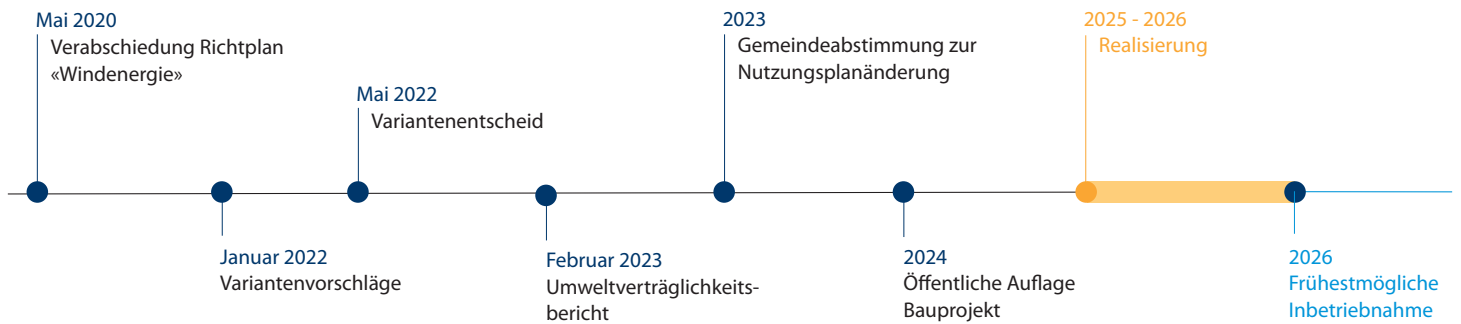 Mai 2020
Verabschiedung Richtplan
«Windenergie»
Januar 2022
Variantenvorschläge
Mai 2022
Variantenentscheid
Februar 2023
Umweltverträglichkeits-
bericht
2023
Gemeindeabstimmung zur
Nutzungsplanänderung
2024
Öffentliche Auflage
Bauprojekt
2025 - 2026
Realisierung
2026
Frühestmögliche
Inbetriebnahme